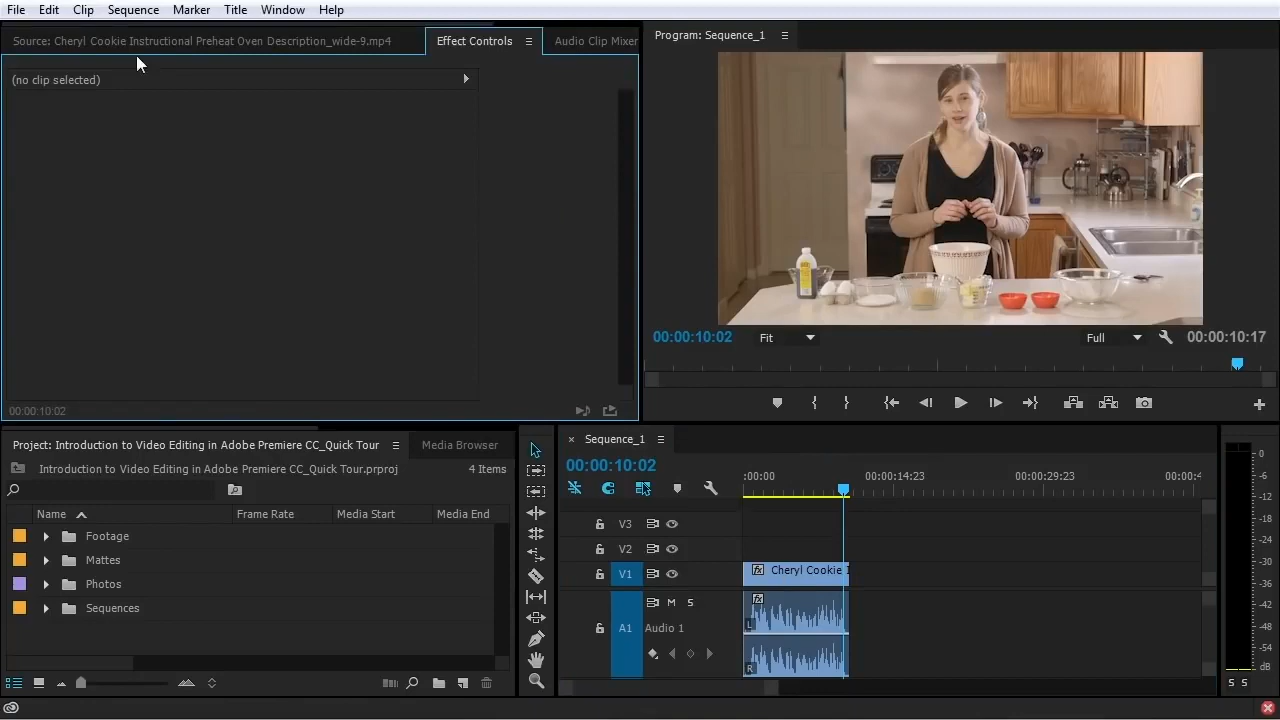 File Edit Clip Sequence Marker Title Window Help
Source: Cheryl Cookie Instructional Preheat Oven Description_wide-9.mp4
Effect Controls
Audio Clip Mixer
(no clip selected)
00:00:10:02
Program: Sequence_1
00:00:10:02
Fit
Full
00:00:10:17
Project: Introduction to Video Editing in Adobe Premiere CC_Quick Tour
Media Browser
Introduction to Video Editing in Adobe Premiere CC_Quick Tour.prproj
4 Items
Name Frame Rate Media Start Media End
Footage
Mattes
Photos
Sequences
Sequence_1
00:00:10:02
:00:00 00:00:14:23 00:00:29:23 00:00:4
V3
V2
V1
fx Cheryl Cookie I
M S
fx
A1 Audio 1
L
R
0
-6
-12
-18
-24
-30
-36
-42
-48
-54
dB
S S